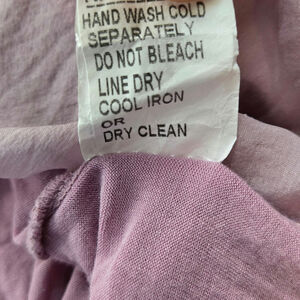 HAND WASH COLD
SEPARATELY
DO NOT BLEACH
LINE DRY
COOL IRON
OR
DRY CLEAN